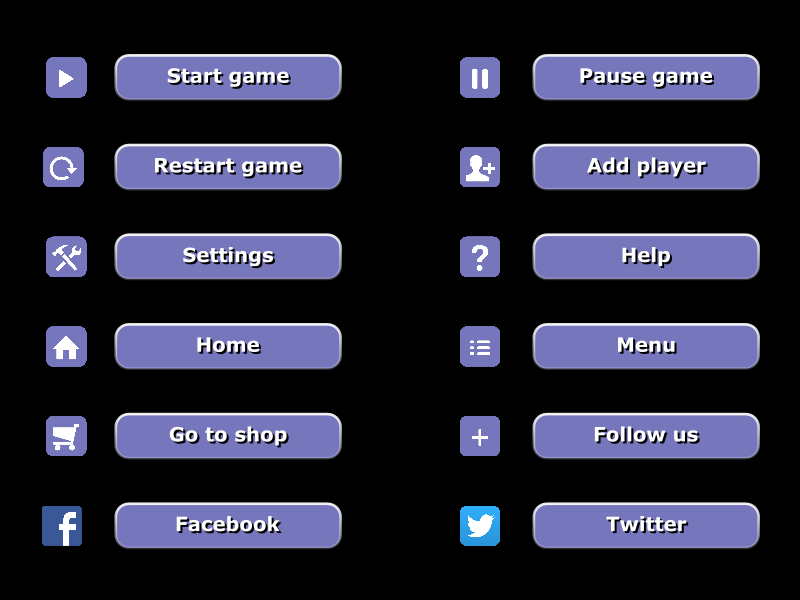 Start game
Pause game
Restart game
Add player
Settings
Help
Home
Menu
Go to shop
Follow us
Facebook
Twitter